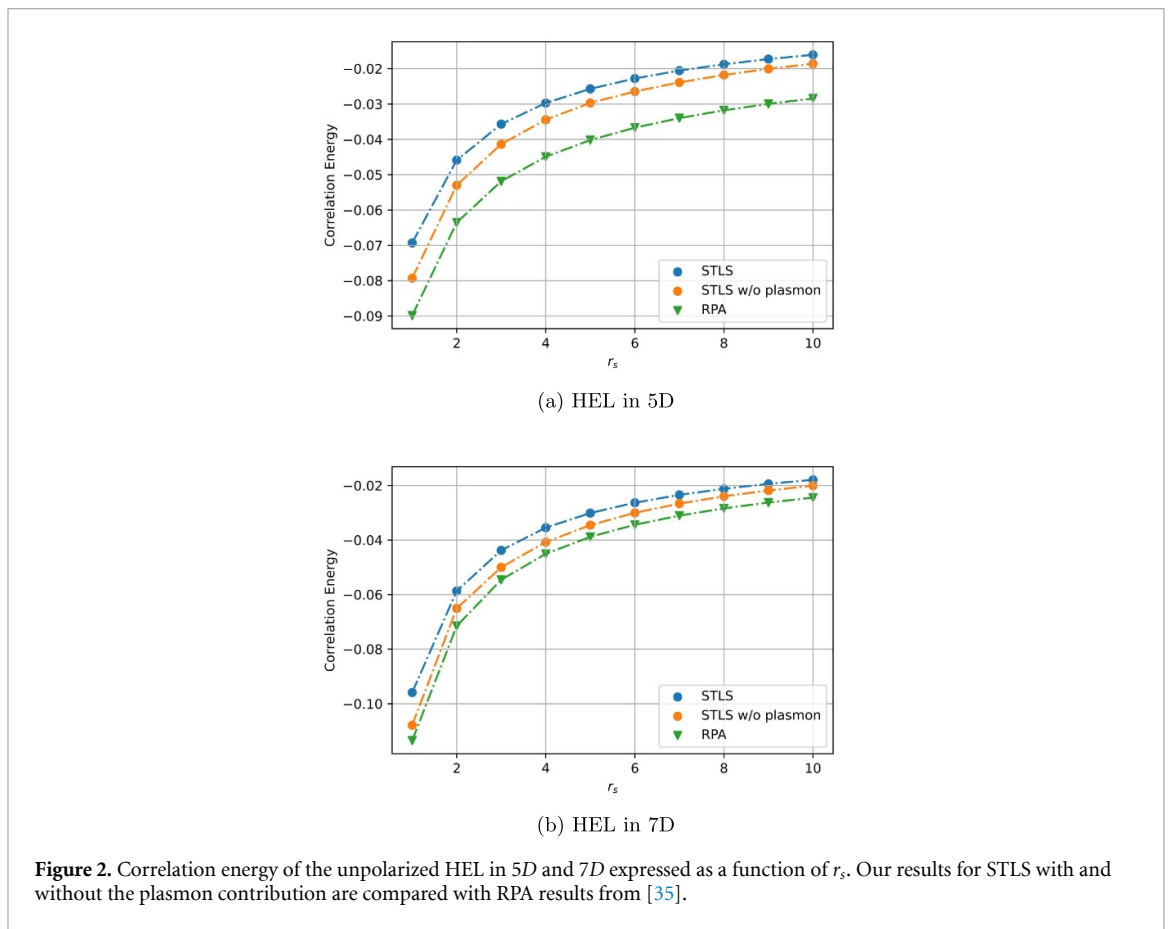 −0.02
−0.03
−0.04
−0.05
−0.06
−0.07
−0.08
−0.09
Correlation Energy
STLS
STLS w/o plasmon
RPA
2 4 6 8 10
r_s
(a) HEL in 5D
−0.02
−0.04
−0.06
−0.08
−0.10
Correlation Energy
STLS
STLS w/o plasmon
RPA
2 4 6 8 10
r_s
(b) HEL in 7D
Figure 2. Correlation energy of the unpolarized HEL in 5D and 7D expressed as a function of r_s. Our results for STLS with and
without the plasmon contribution are compared with RPA results from [35].